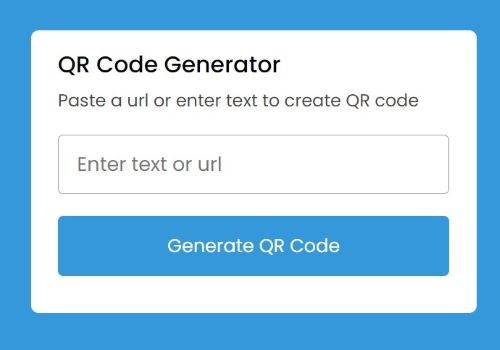 QR Code Generator
Paste a url or enter text to create QR code
Enter text or url
Generate QR Code